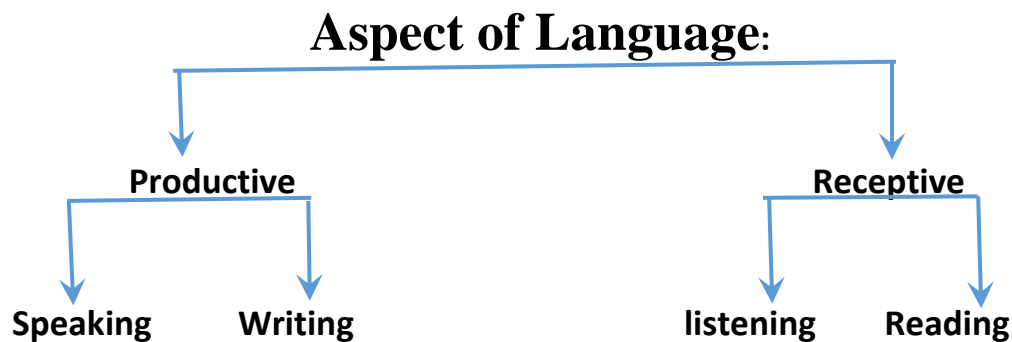 Aspect of Language:
Productive Receptive
Speaking Writing listening Reading